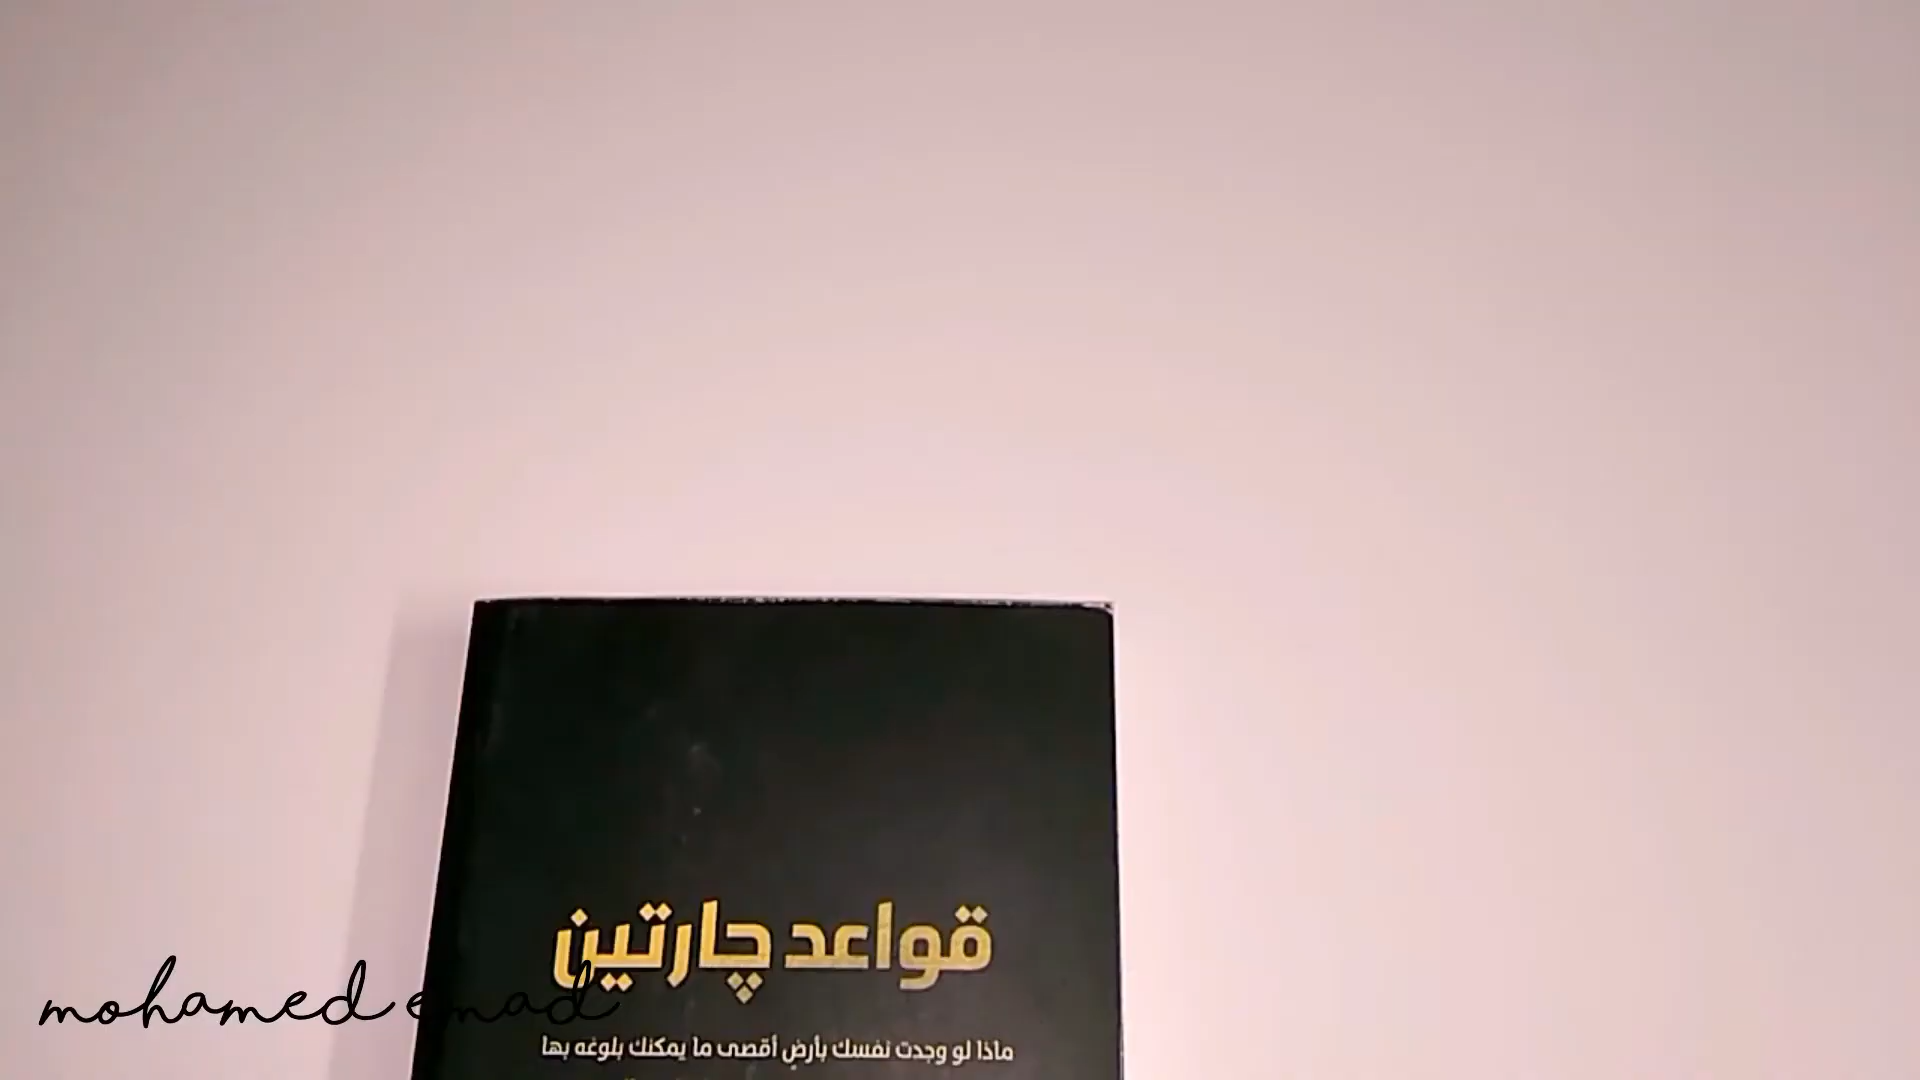 قواعد چارتين
ماذا لو وجدت نفسك بأرضٍ أقصى ما يمكنك بلوغه بها
mohamed emad